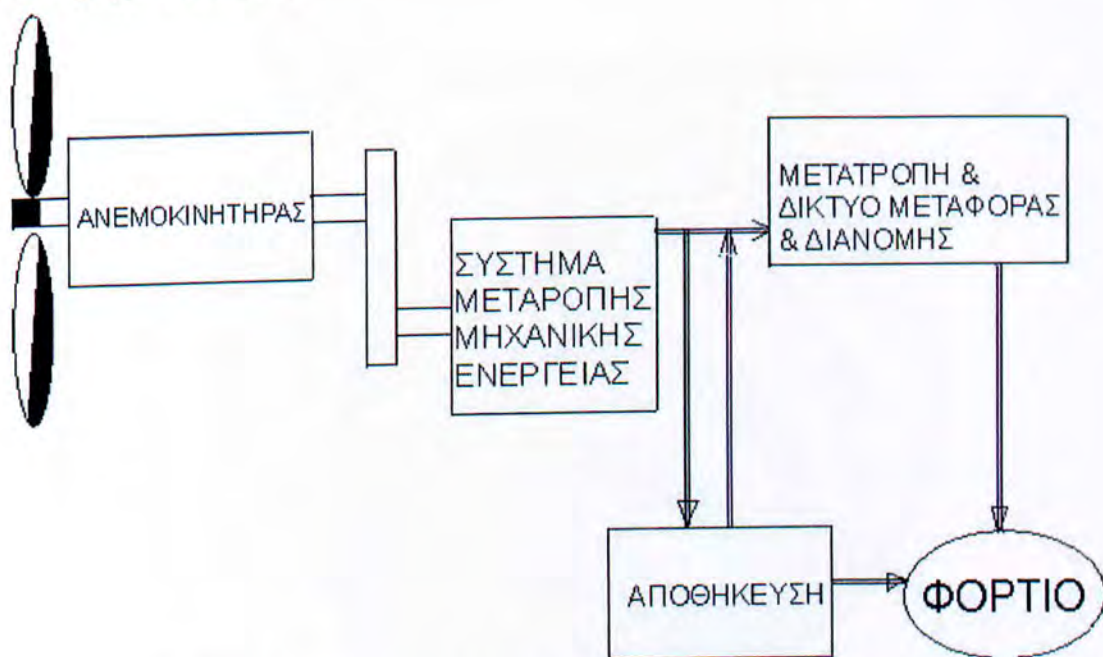 ΑΝΕΜΟΚΙΝΗΤΗΡΑΣ
ΣΥΣΤΗΜΑ
ΜΕΤΑΡΟΠΗΣ
ΜΗΧΑΝΙΚΗΣ
ΕΝΕΡΓΕΙΑΣ
ΜΕΤΑΤΡΟΠΗ &
ΔΙΚΤΥΟ ΜΕΤΑΦΟΡΑΣ
& ΔΙΑΝΟΜΗΣ
ΑΠΟΘΗΚΕΥΣΗ
ΦΟΡΤΙΟ